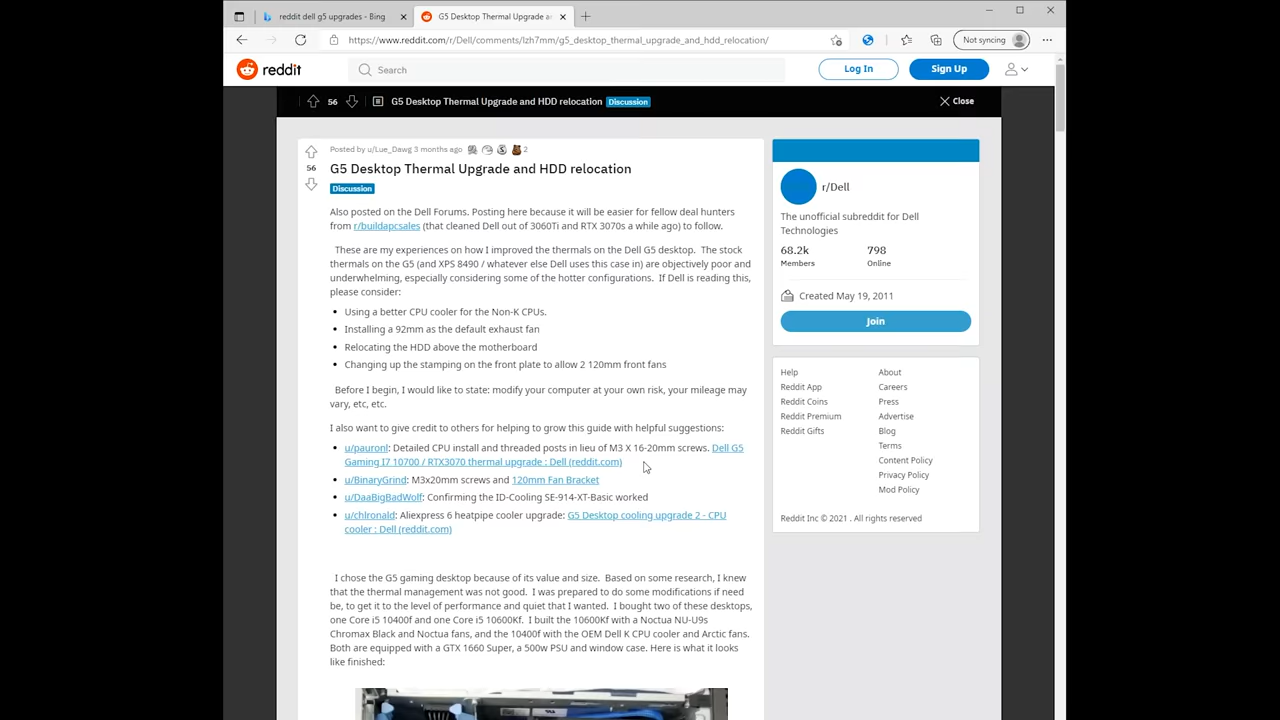 reddit dell g5 upgrades - Bing
G5 Desktop Thermal Upgrade an
https://www.reddit.com/r/Dell/comments/lzh7mm/g5_desktop_thermal_upgrade_and_hdd_relocation/
Not syncing
reddit
Search
Log In
Sign Up
56
G5 Desktop Thermal Upgrade and HDD relocation
Discussion
Close
Posted by u/Lue_Dawg 3 months ago
2
56
G5 Desktop Thermal Upgrade and HDD relocation
Discussion
Also posted on the Dell Forums. Posting here because it will be easier for fellow deal hunters
from r/buildapcsales (that cleaned Dell out of 3060Ti and RTX 3070s a while ago) to follow.
These are my experiences on how I improved the thermals on the Dell G5 desktop. The stock
thermals on the G5 (and XPS 8490 / whatever else Dell uses this case in) are objectively poor and
underwhelming, especially considering some of the hotter configurations. If Dell is reading this,
please consider:
• Using a better CPU cooler for the Non-K CPUs.
• Installing a 92mm as the default exhaust fan
• Relocating the HDD above the motherboard
• Changing up the stamping on the front plate to allow 2 120mm front fans
Before I begin, I would like to state: modify your computer at your own risk, your mileage may
vary, etc, etc.
I also want to give credit to others for helping to grow this guide with helpful suggestions:
• u/pauronl: Detailed CPU install and threaded posts in lieu of M3 X 16-20mm screws. Dell G5
Gaming I7 10700 / RTX3070 thermal upgrade : Dell (reddit.com)
• u/BinaryGrind: M3x20mm screws and 120mm Fan Bracket
• u/DaaBigBadWolf: Confirming the ID-Cooling SE-914-XT-Basic worked
• u/chlronald: Aliexpress 6 heatpipe cooler upgrade: G5 Desktop cooling upgrade 2 - CPU
cooler : Dell (reddit.com)
I chose the G5 gaming desktop because of its value and size. Based on some research, I knew
that the thermal management was not good. I was prepared to do some modifications if need
be, to get it to the level of performance and quiet that I wanted. I bought two of these desktops,
one Core i5 10400f and one Core i5 10600Kf. I built the 10600Kf with a Noctua NU-U9s
Chromax Black and Noctua fans, and the 10400f with the OEM Dell K CPU cooler and Arctic fans.
Both are equipped with a GTX 1660 Super, a 500w PSU and window case. Here is what it looks
like finished:
r/Dell
The unofficial subreddit for Dell
Technologies
68.2k 798
Members Online
Created May 19, 2011
Join
Help About
Reddit App Careers
Reddit Coins Press
Reddit Premium Advertise
Reddit Gifts Blog
Terms
Content Policy
Privacy Policy
Mod Policy
Reddit Inc © 2021 . All rights reserved